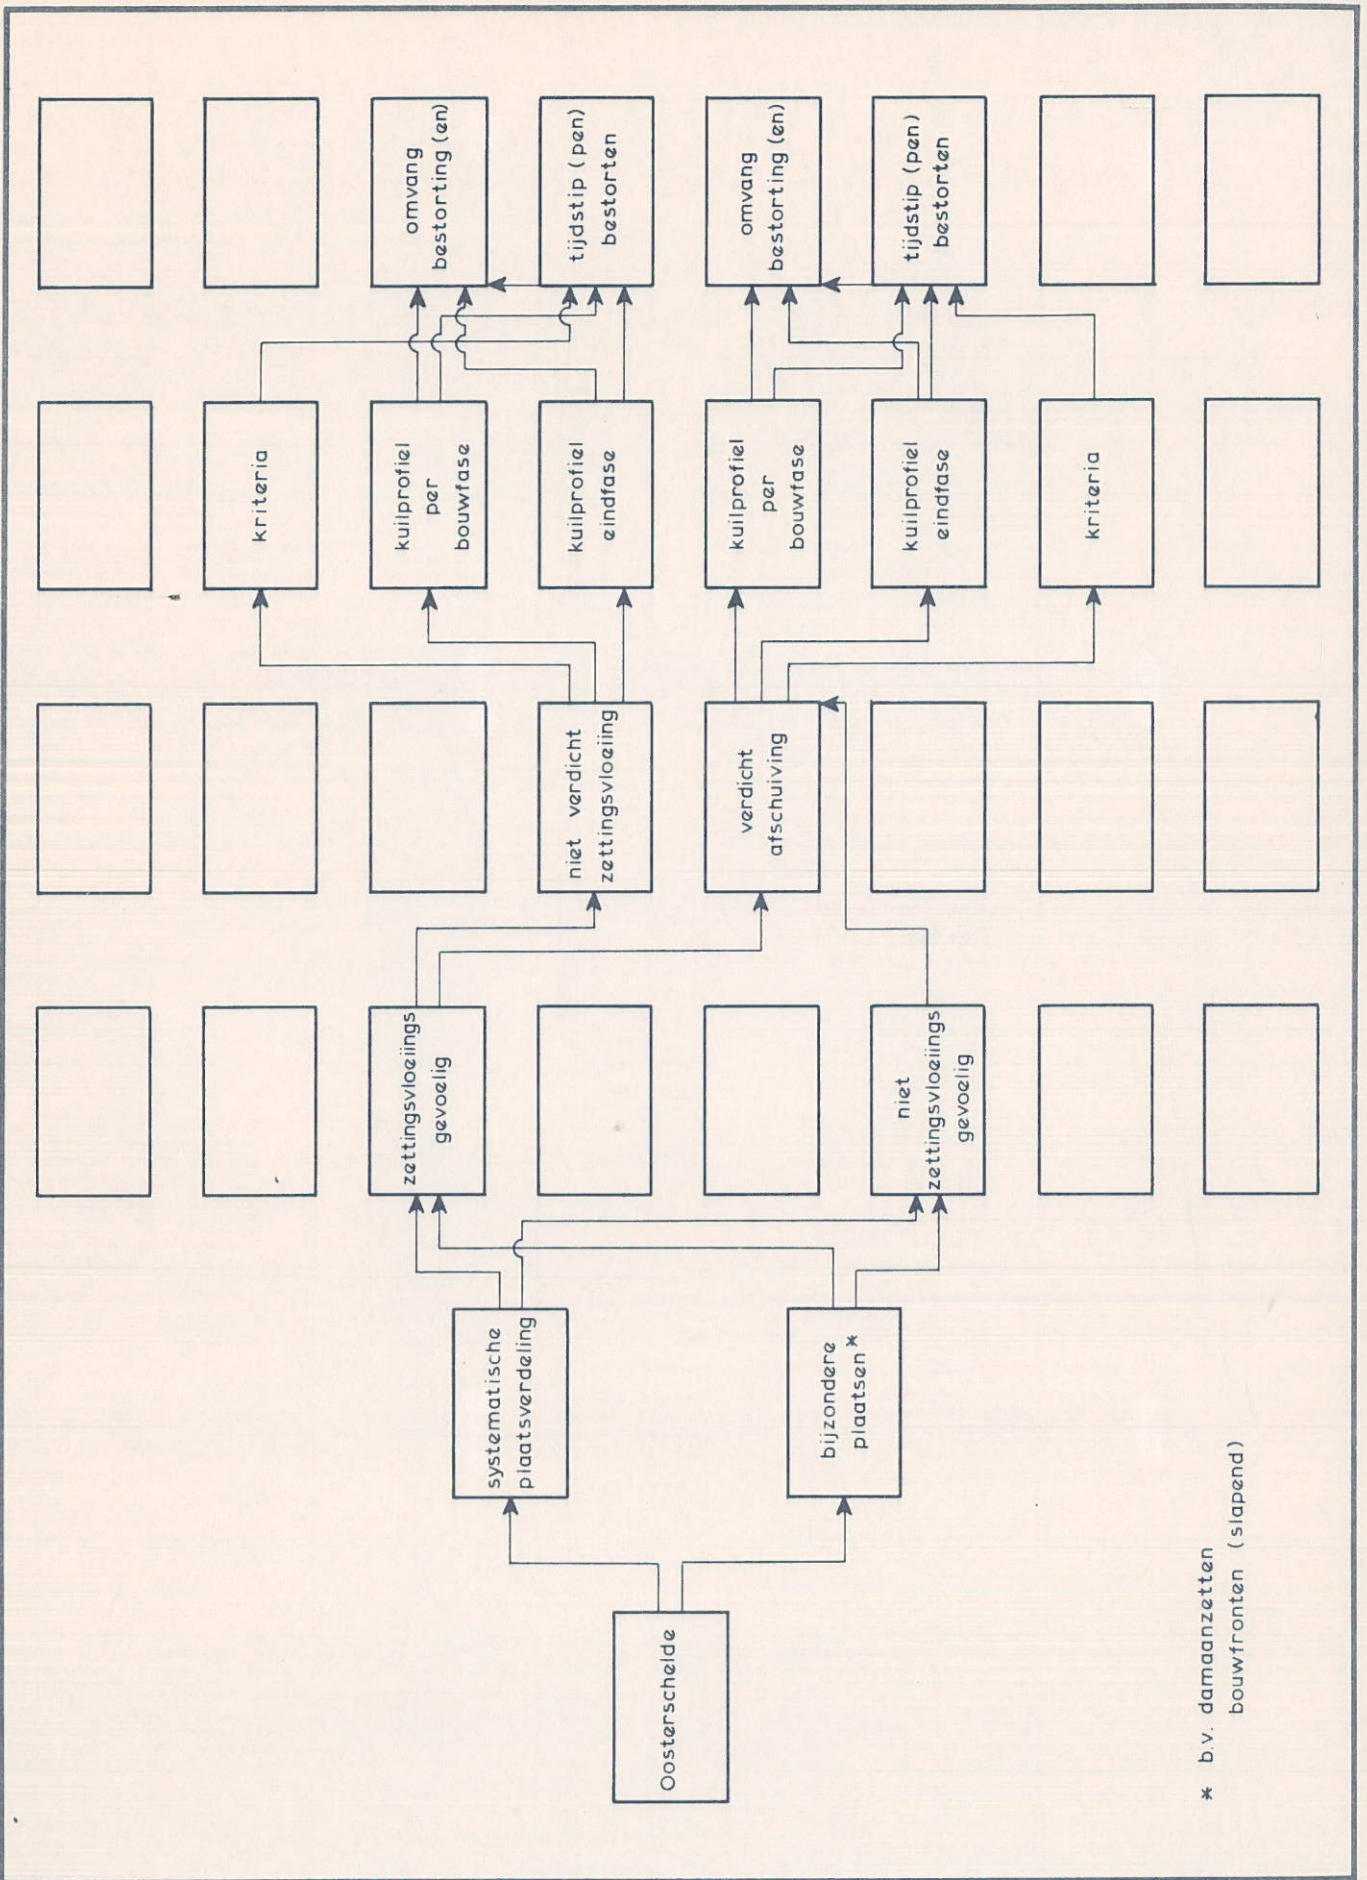 Oosterschelde
systematische
plaatsverdeling
bijzondere
plaatsen*
zettingsvloeiings
gevoelig
niet
zettingsvloeiings
gevoelig
niet verdicht
zettingsvloeiing
verdicht
afschuiving
kriteria
kuilprofiel
per
bouwfase
kuilprofiel
eindfase
kuilprofiel
per
bouwfase
kuilprofiel
eindfase
kriteria
omvang
bestorting (en)
tijdstip (pen)
bestorten
omvang
bestorting (en)
tijdstip (pen)
bestorten
* b.v. damaanzetten
bouwfronten (slapend)